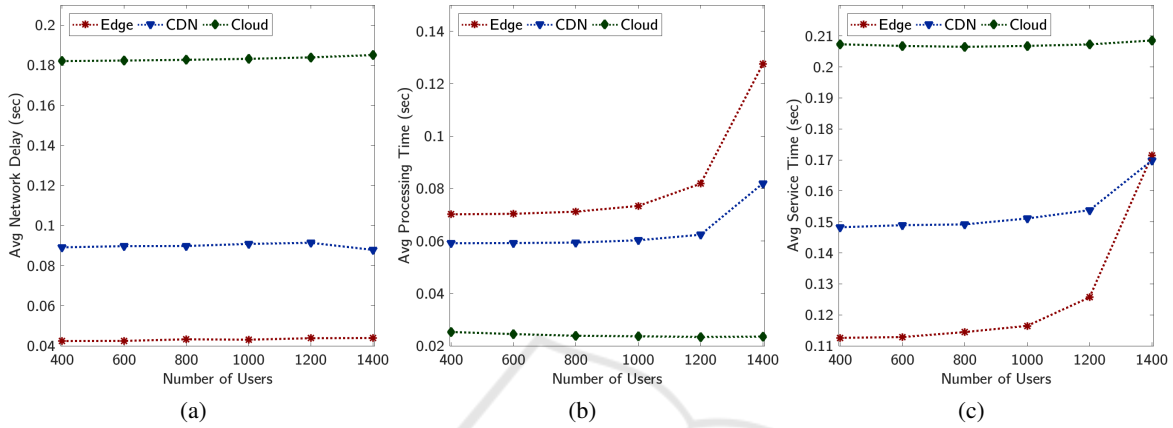 Edge CDN Cloud
0.2
0.18
0.16
0.14
0.12
0.1
0.08
0.06
0.04
Avg Network Delay (sec)
400 600 800 1000 1200 1400
Number of Users
(a)
Edge CDN Cloud
0.14
0.12
0.1
0.08
0.06
0.04
0.02
Avg Processing Time (sec)
400 600 800 1000 1200 1400
Number of Users
(b)
Edge CDN Cloud
0.21
0.2
0.19
0.18
0.17
0.16
0.15
0.14
0.13
0.12
0.11
Avg Service Time (sec)
400 600 800 1000 1200 1400
Number of Users
(c)